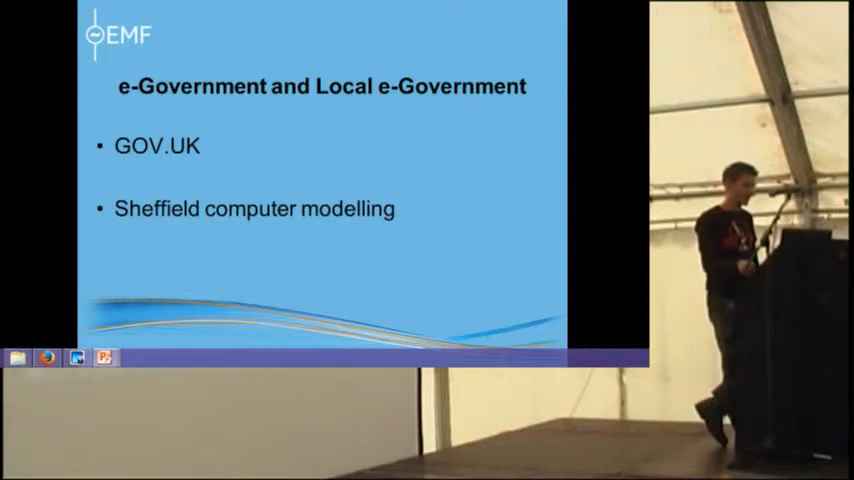 EMF
e-Government and Local e-Government
• GOV.UK
• Sheffield computer modelling